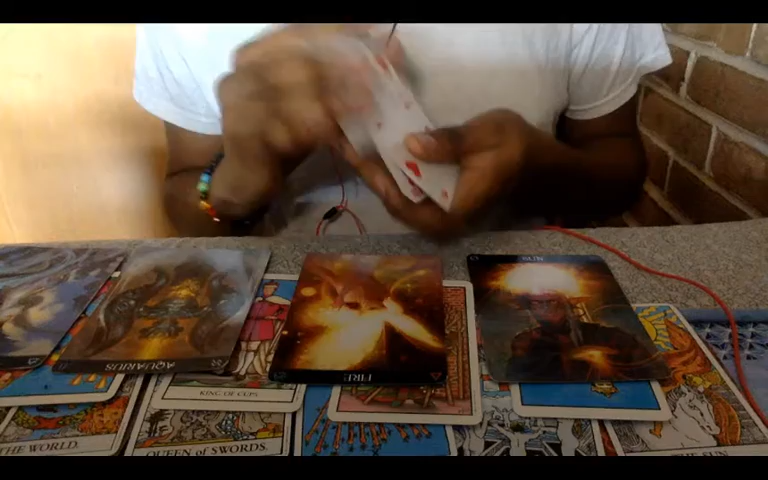 SUN
AQUARIUS
FIRE
KING OF CUPS
THE WORLD.
QUEEN of SWORDS.
THE SUN